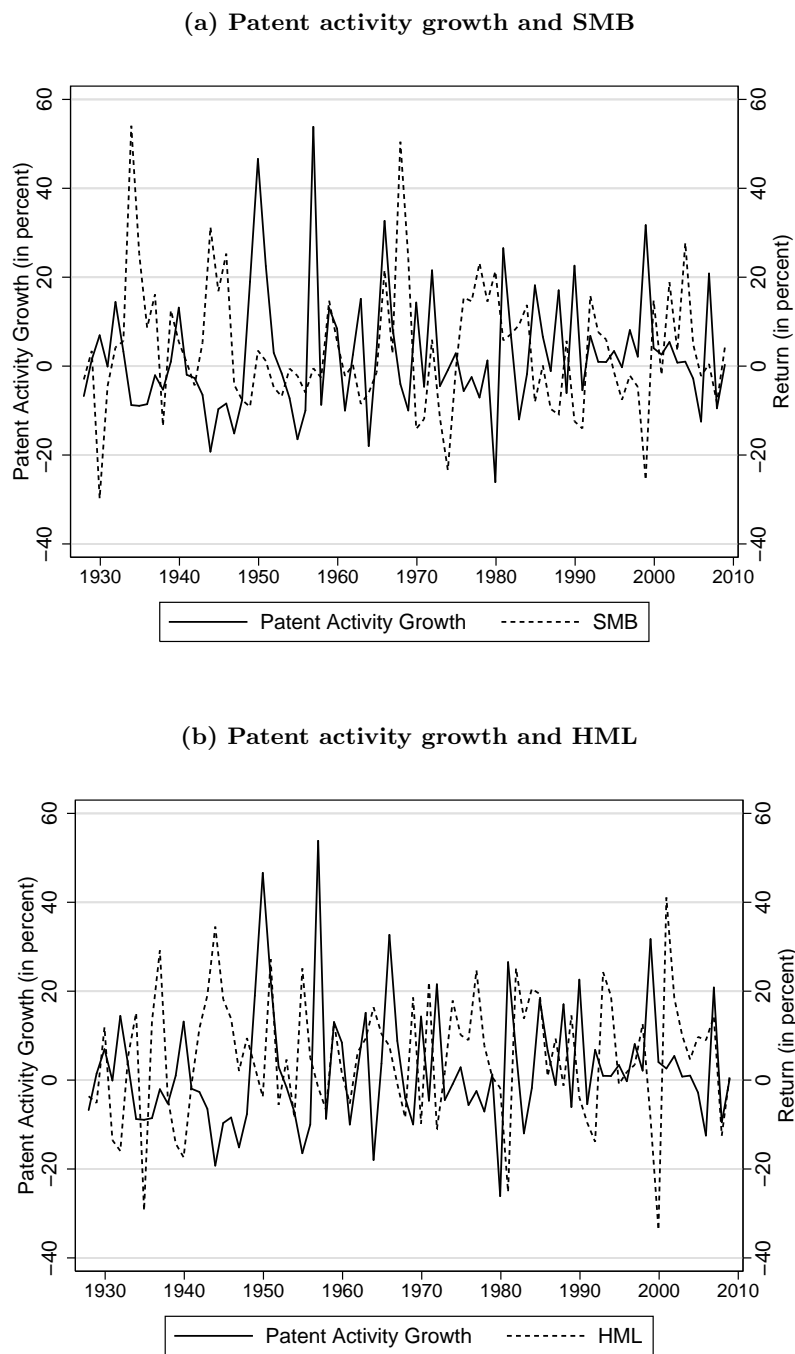 (a) Patent activity growth and SMB
Patent Activity Growth (in percent)
60
40
20
0
−20
−40
60
40
20
0
−20
−40
Return (in percent)
1930 1940 1950 1960 1970 1980 1990 2000 2010
Patent Activity Growth SMB
(b) Patent activity growth and HML
Patent Activity Growth (in percent)
60
40
20
0
−20
−40
60
40
20
0
−20
−40
Return (in percent)
1930 1940 1950 1960 1970 1980 1990 2000 2010
Patent Activity Growth HML